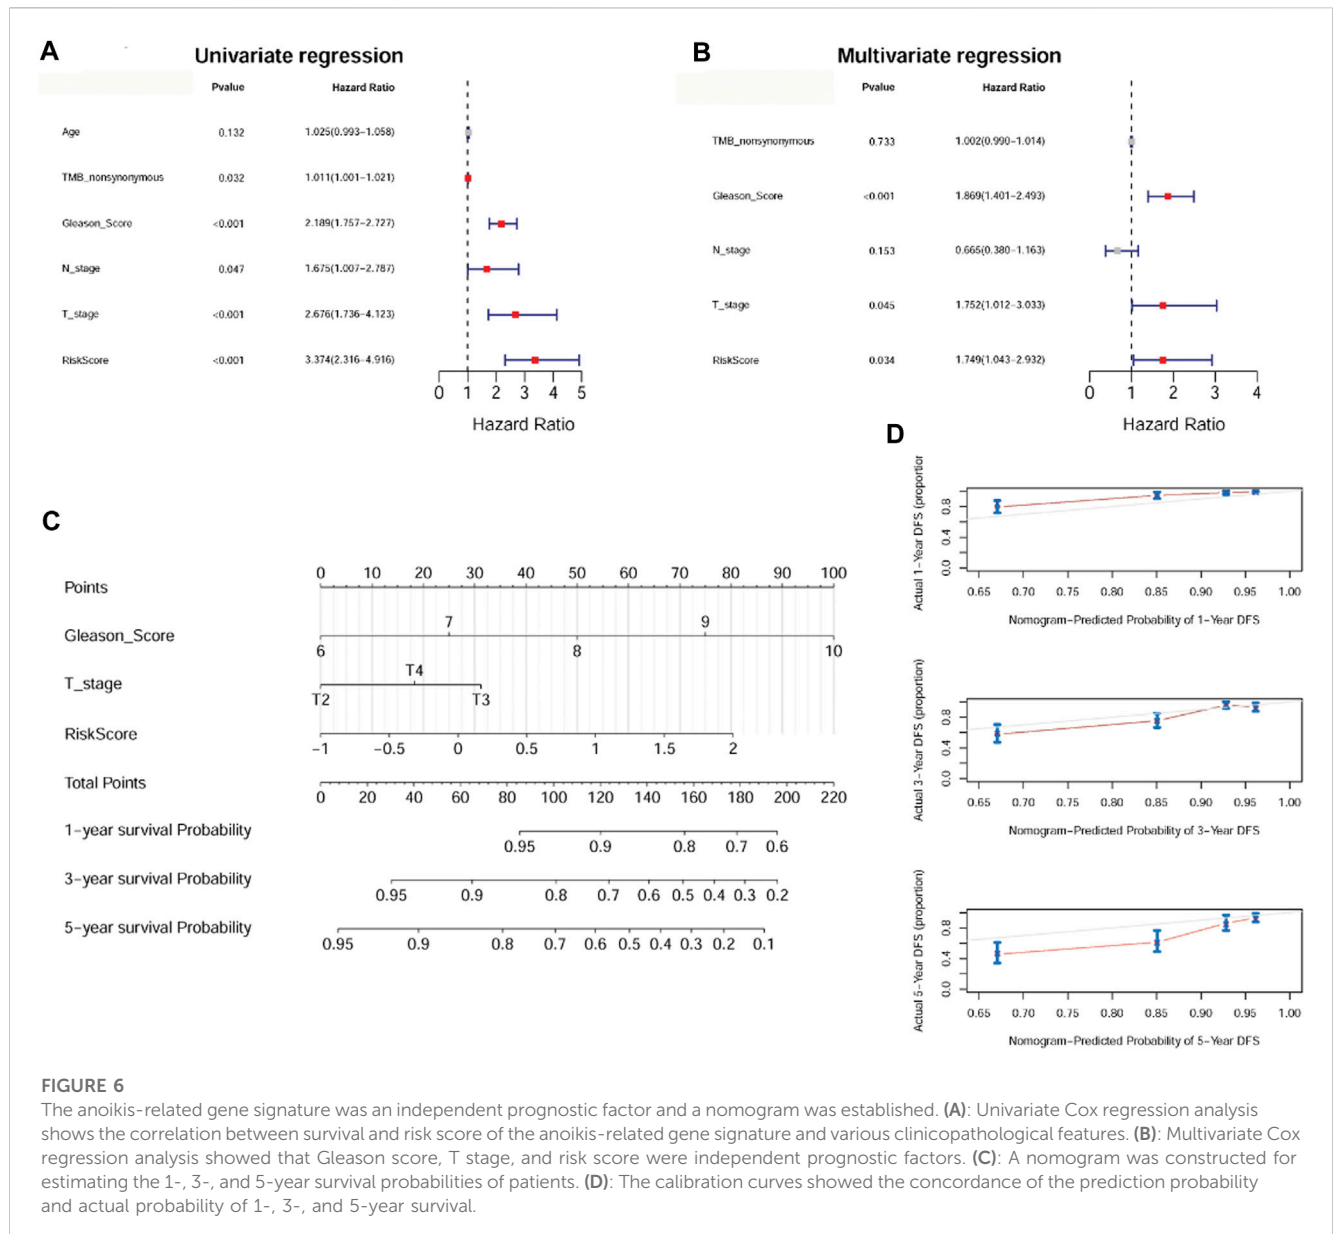 A
Univariate regression
Pvalue Hazard Ratio
Age 0.132 1.025(0.993−1.058)
TMB_nonsynonymous 0.032 1.011(1.001−1.021)
Gleason_Score <0.001 2.189(1.757−2.727)
N_stage 0.047 1.675(1.007−2.787)
T_stage <0.001 2.676(1.736−4.123)
RiskScore <0.001 3.374(2.316−4.916)
0 1 2 3 4 5
Hazard Ratio
B
Multivariate regression
Pvalue Hazard Ratio
TMB_nonsynonymous 0.733 1.002(0.990−1.014)
Gleason_Score <0.001 1.869(1.401−2.493)
N_stage 0.153 0.665(0.380−1.163)
T_stage 0.045 1.752(1.012−3.033)
RiskScore 0.034 1.749(1.043−2.932)
0 1 2 3 4
Hazard Ratio
C
Points 0 10 20 30 40 50 60 70 80 90 100
Gleason_Score 6 7 8 9 10
T_stage T2 T4 T3
RiskScore −1 −0.5 0 0.5 1 1.5 2
Total Points 0 20 40 60 80 100 120 140 160 180 200 220
1−year survival Probability 0.95 0.9 0.8 0.7 0.6
3−year survival Probability 0.95 0.9 0.8 0.7 0.6 0.5 0.4 0.3 0.2
5−year survival Probability 0.95 0.9 0.8 0.7 0.6 0.5 0.4 0.3 0.2 0.1
D
Actual 1−Year DFS (proportion
0.0 0.4 0.8
0.65 0.70 0.75 0.80 0.85 0.90 0.95 1.00
Nomogram−Predicted Probability of 1−Year DFS
Actual 3−Year DFS (proportion)
0.0 0.4 0.8
0.65 0.70 0.75 0.80 0.85 0.90 0.95 1.00
Nomogram−Predicted Probability of 3−Year DFS
Actual 5−Year DFS (proportion)
0.0 0.4 0.8
0.65 0.70 0.75 0.80 0.85 0.90 0.95 1.00
Nomogram−Predicted Probability of 5−Year DFS
FIGURE 6
The anoikis-related gene signature was an independent prognostic factor and a nomogram was established. (A): Univariate Cox regression analysis
shows the correlation between survival and risk score of the anoikis-related gene signature and various clinicopathological features. (B): Multivariate Cox
regression analysis showed that Gleason score, T stage, and risk score were independent prognostic factors. (C): A nomogram was constructed for
estimating the 1-, 3-, and 5-year survival probabilities of patients. (D): The calibration curves showed the concordance of the prediction probability
and actual probability of 1-, 3-, and 5-year survival.